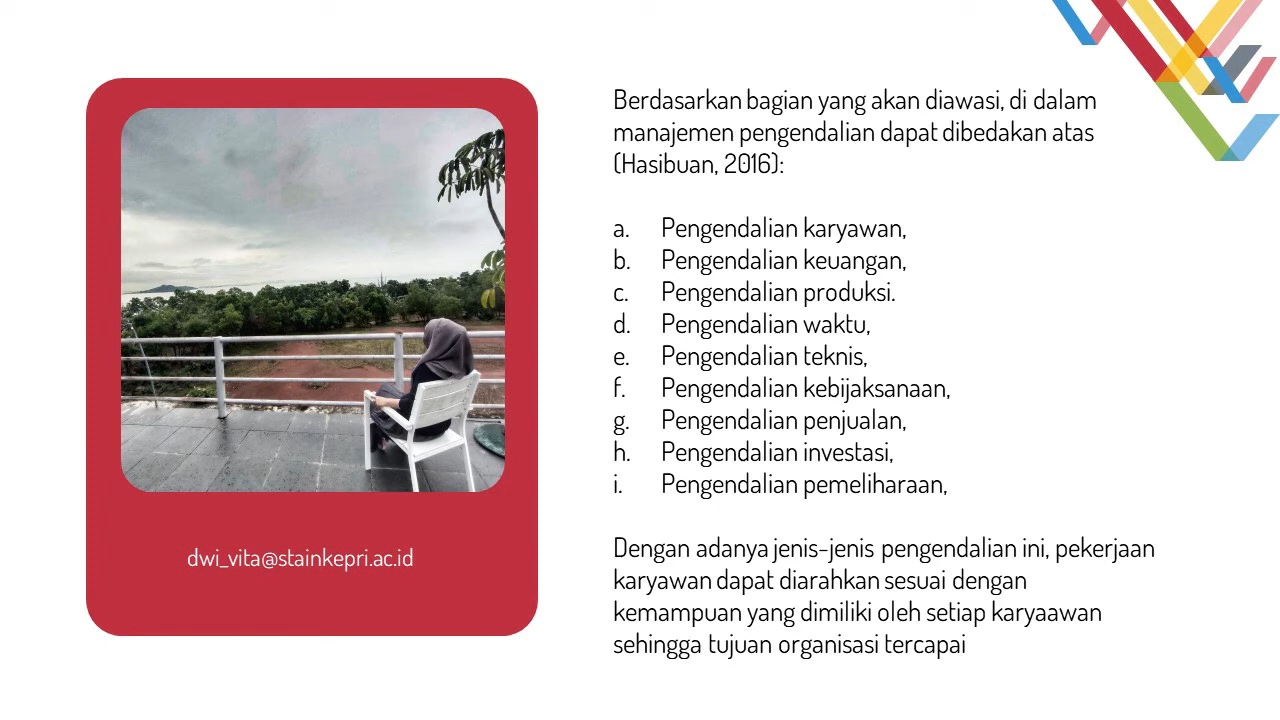 Berdasarkan bagian yang akan diawasi, di dalam
manajemen pengendalian dapat dibedakan atas
(Hasibuan, 2016):
a. Pengendalian karyawan,
b. Pengendalian keuangan,
c. Pengendalian produksi.
d. Pengendalian waktu,
e. Pengendalian teknis,
f. Pengendalian kebijaksanaan,
g. Pengendalian penjualan,
h. Pengendalian investasi,
i. Pengendalian pemeliharaan,
Dengan adanya jenis-jenis pengendalian ini, pekerjaan
karyawan dapat diarahkan sesuai dengan
kemampuan yang dimiliki oleh setiap karyaawan
sehingga tujuan organisasi tercapai
dwi_vita@stainkepri.ac.id